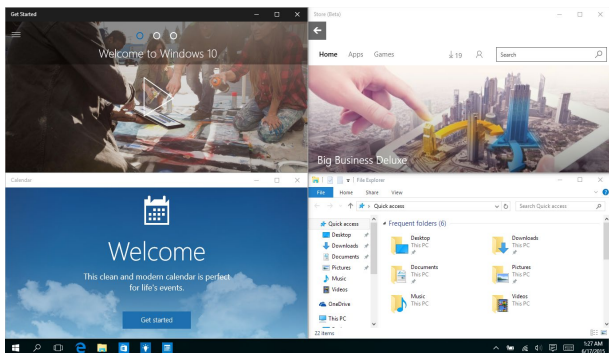 Get Started
Welcome to Windows 10
Store (Beta)
Home Apps Games 19 Search
Big Business Deluxe
Calendar
Welcome
This clean and modern calendar is perfect
for life's events.
Get started
File Explorer
File Home Share View
Quick access
Search Quick access
Quick access
Desktop
Downloads
Documents
Pictures
Music
Videos
OneDrive
This PC
Frequent folders (6)
Desktop
This PC
Downloads
This PC
Documents
This PC
Pictures
This PC
Music
This PC
Videos
This PC
22 items
5:27 AM
6/17/2015